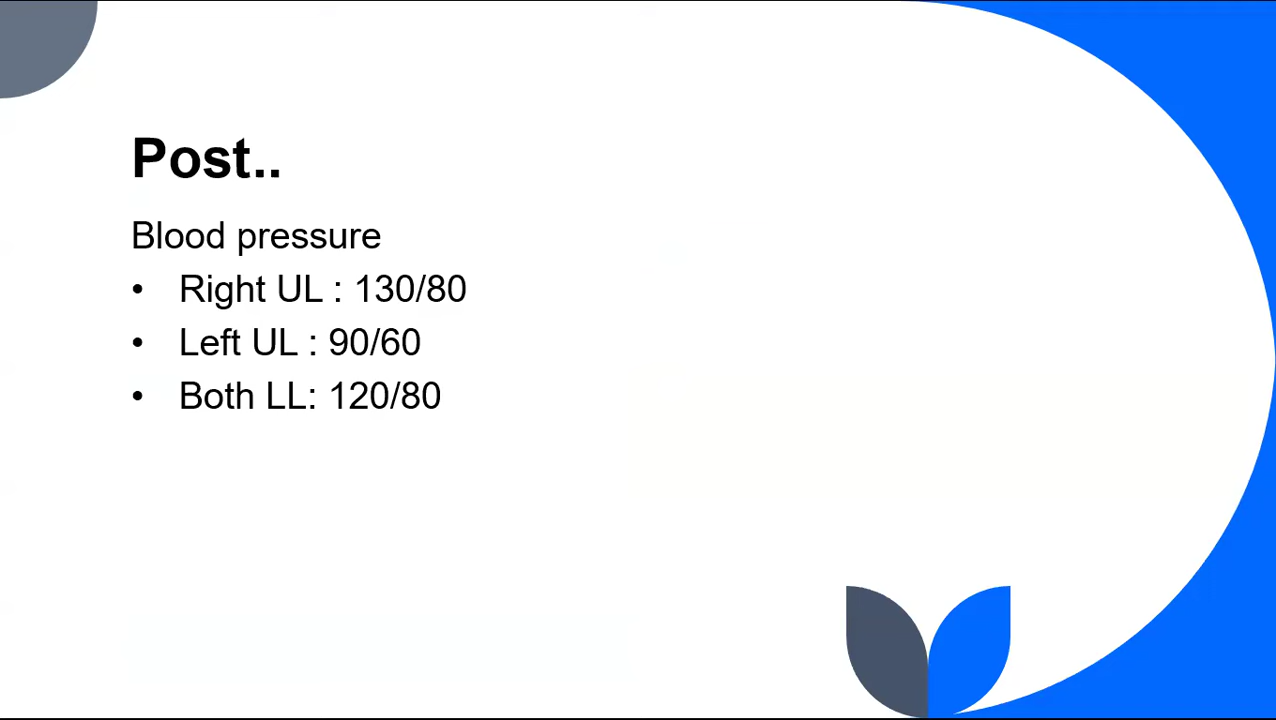 Post..
Blood pressure
• Right UL : 130/80
• Left UL : 90/60
• Both LL: 120/80